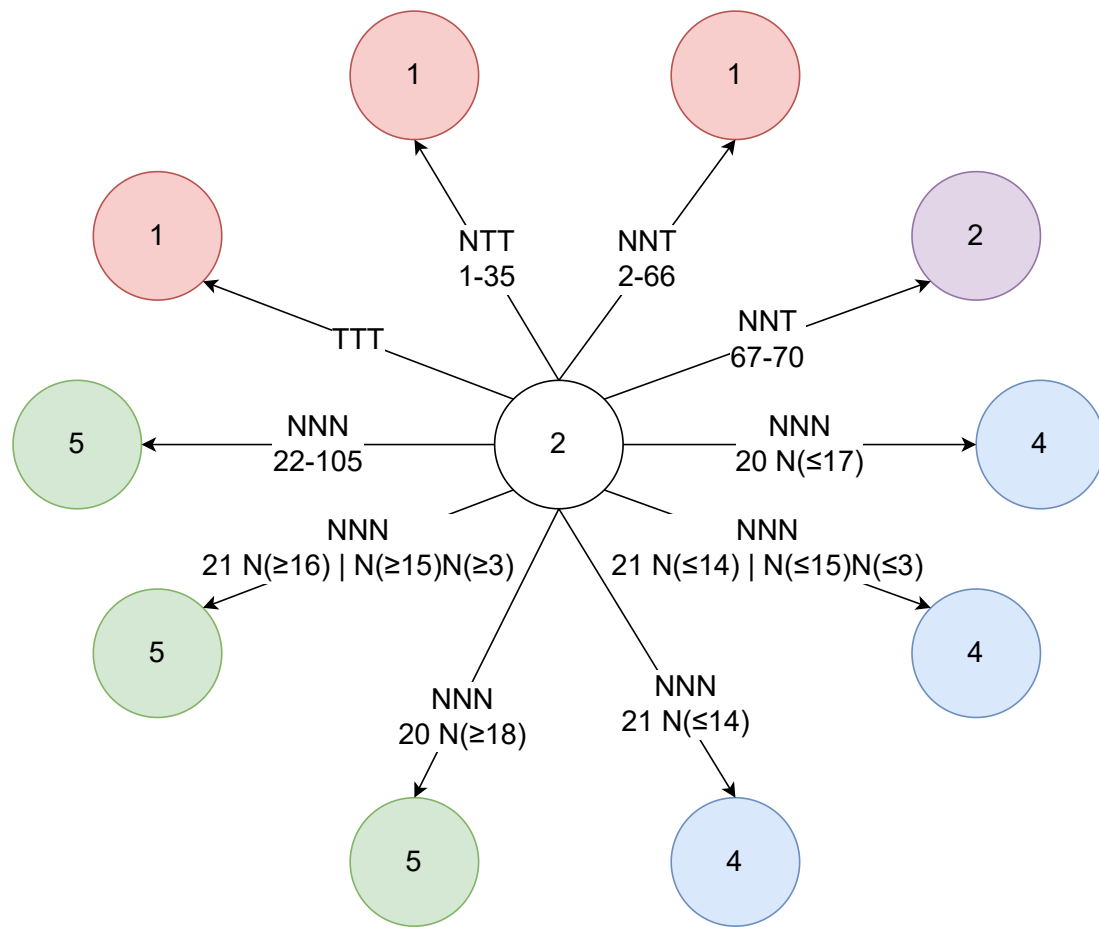 1
1
NTT
1-35
NNT
2-66
1
2
TTT
NNT
67-70
5
NNN
22-105
2
NNN
20 N(≤17)
4
NNN
21 N(≥16) | N(≥15)N(≥3)
NNN
21 N(≤14) | N(≤15)N(≤3)
5
4
NNN
20 N(≥18)
NNN
21 N(≤14)
5
4